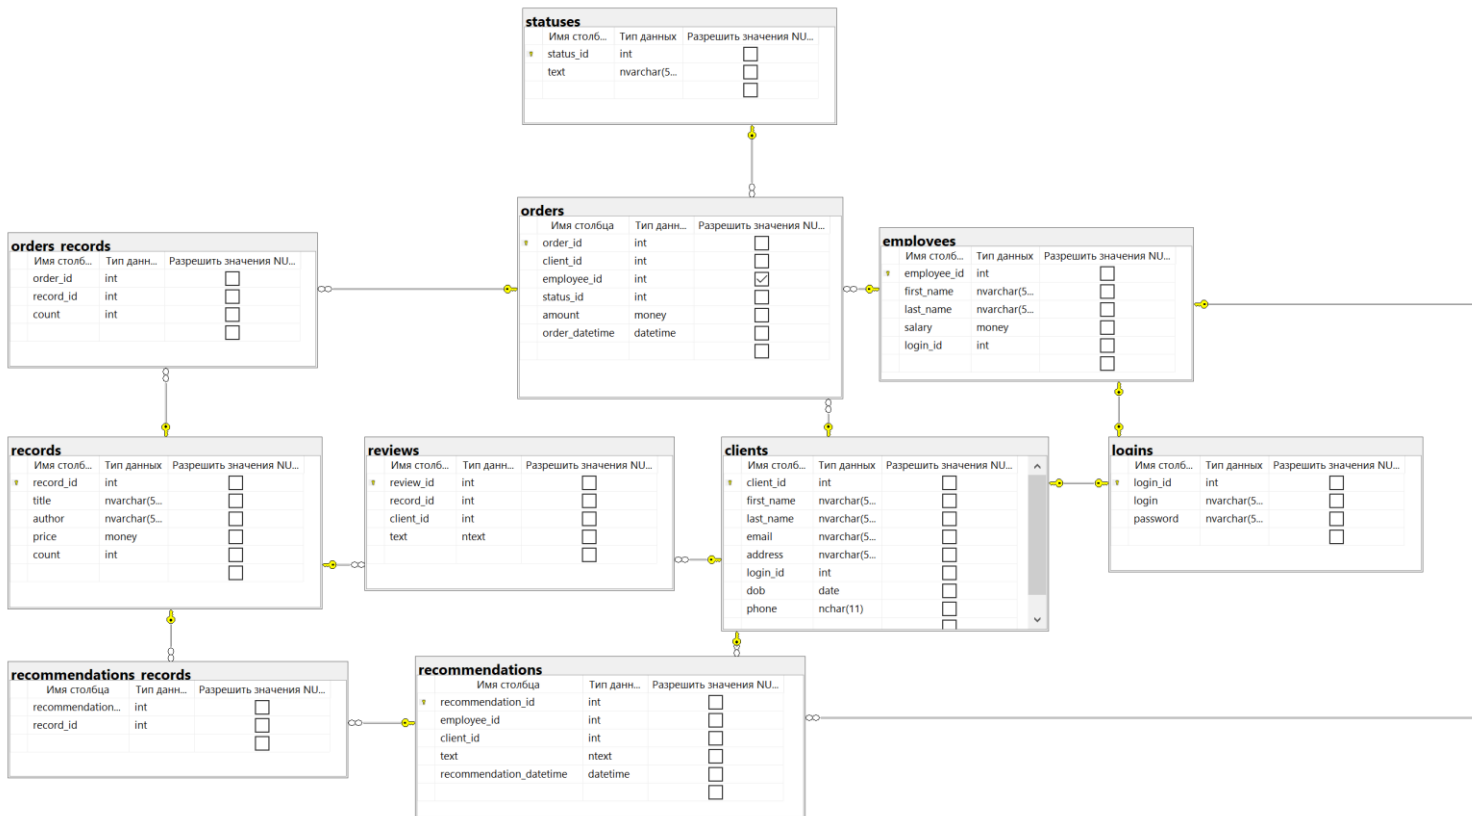 statuses
Имя столб... Тип данных Разрешить значения NU...
status_id int
text nvarchar(5...
orders
Имя столбца Тип данн... Разрешить значения NU...
order_id int
client_id int
employee_id int
status_id int
amount money
order_datetime datetime
orders_records
Имя столб... Тип данн... Разрешить значения NU...
order_id int
record_id int
count int
employees
Имя столб... Тип данных Разрешить значения NU...
employee_id int
first_name nvarchar(5...
last_name nvarchar(5...
salary money
login_id int
records
Имя столб... Тип данных Разрешить значения NU...
record_id int
title nvarchar(5...
author nvarchar(5...
price money
count int
reviews
Имя столб... Тип данн... Разрешить значения NU...
review_id int
record_id int
client_id int
text ntext
clients
Имя столб... Тип данных Разрешить значения NU...
client_id int
first_name nvarchar(5...
last_name nvarchar(5...
email nvarchar(5...
address nvarchar(5...
login_id int
dob date
phone nchar(11)
logins
Имя столб... Тип данных Разрешить значения NU...
login_id int
login nvarchar(5...
password nvarchar(5...
recommendations_records
Имя столбца Тип данн... Разрешить значения NU...
recommendation... int
record_id int
recommendations
Имя столбца Тип данн... Разрешить значения NU...
recommendation_id int
employee_id int
client_id int
text ntext
recommendation_datetime datetime